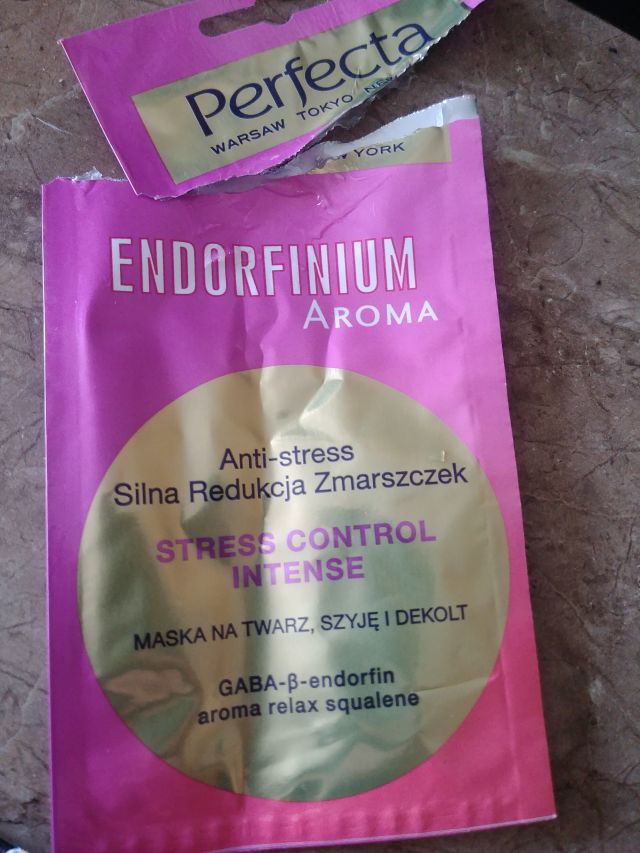 Perfecta
WARSAW TOKYO NEW
W YORK
ENDORFINIUM
AROMA
Anti-stress
Silna Redukcja Zmarszczek
STRESS CONTROL
INTENSE
MASKA NA TWARZ, SZYJĘ I DEKOLT
GABA-β-endorfin
aroma relax squalene